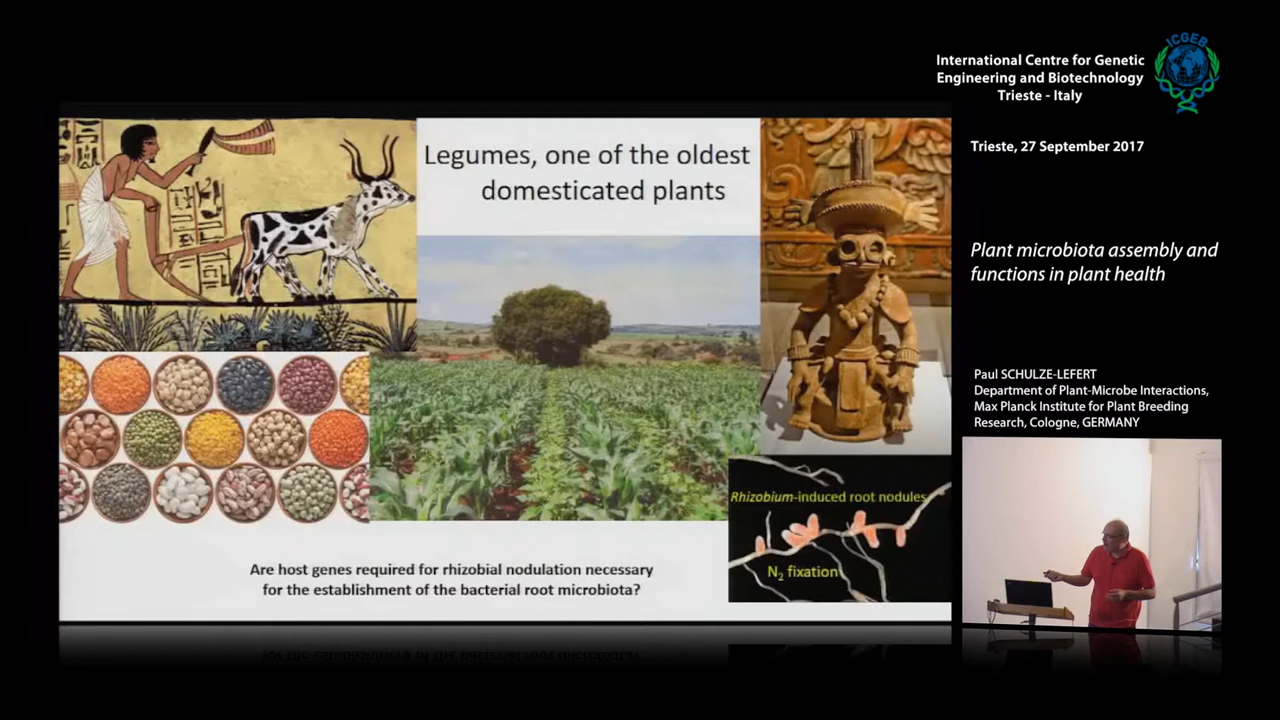 ICGEB
International Centre for Genetic
Engineering and Biotechnology
Trieste - Italy
Trieste, 27 September 2017
Plant microbiota assembly and
functions in plant health
Paul SCHULZE-LEFERT
Department of Plant-Microbe Interactions,
Max Planck Institute for Plant Breeding
Research, Cologne, GERMANY
Legumes, one of the oldest
domesticated plants
Rhizobium-induced root nodules
N₂ fixation
Are host genes required for rhizobial nodulation necessary
for the establishment of the bacterial root microbiota?